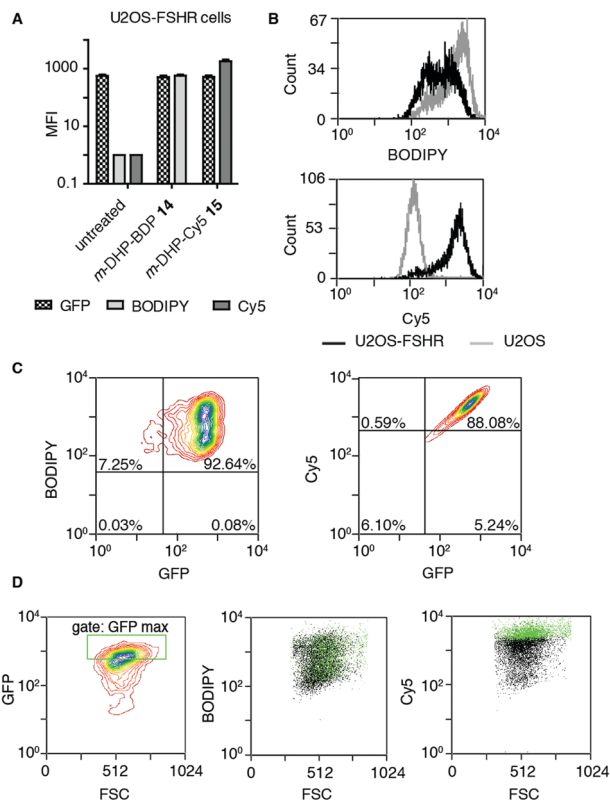 A
U2OS-FSHR cells
MFI
1000
10
0.1
untreated
m-DHP-BDP 14
m-DHP-Cy5 15
GFP BODIPY Cy5
B
Count
67
34
0
10⁰ 10² 10⁴
BODIPY
Count
106
53
0
10⁰ 10² 10⁴
Cy5
U2OS-FSHR U2OS
C
BODIPY
10⁴
10²
10⁰
7.25% 92.64%
0.03% 0.08%
10⁰ 10² 10⁴
GFP
Cy5
10⁴
10²
10⁰
0.59% 88.08%
6.10% 5.24%
10⁰ 10² 10⁴
GFP
D
GFP
10⁴
10²
10⁰
gate: GFP max
0 512 1024
FSC
BODIPY
10⁴
10²
10⁰
0 512 1024
FSC
Cy5
10⁴
10²
10⁰
0 512 1024
FSC